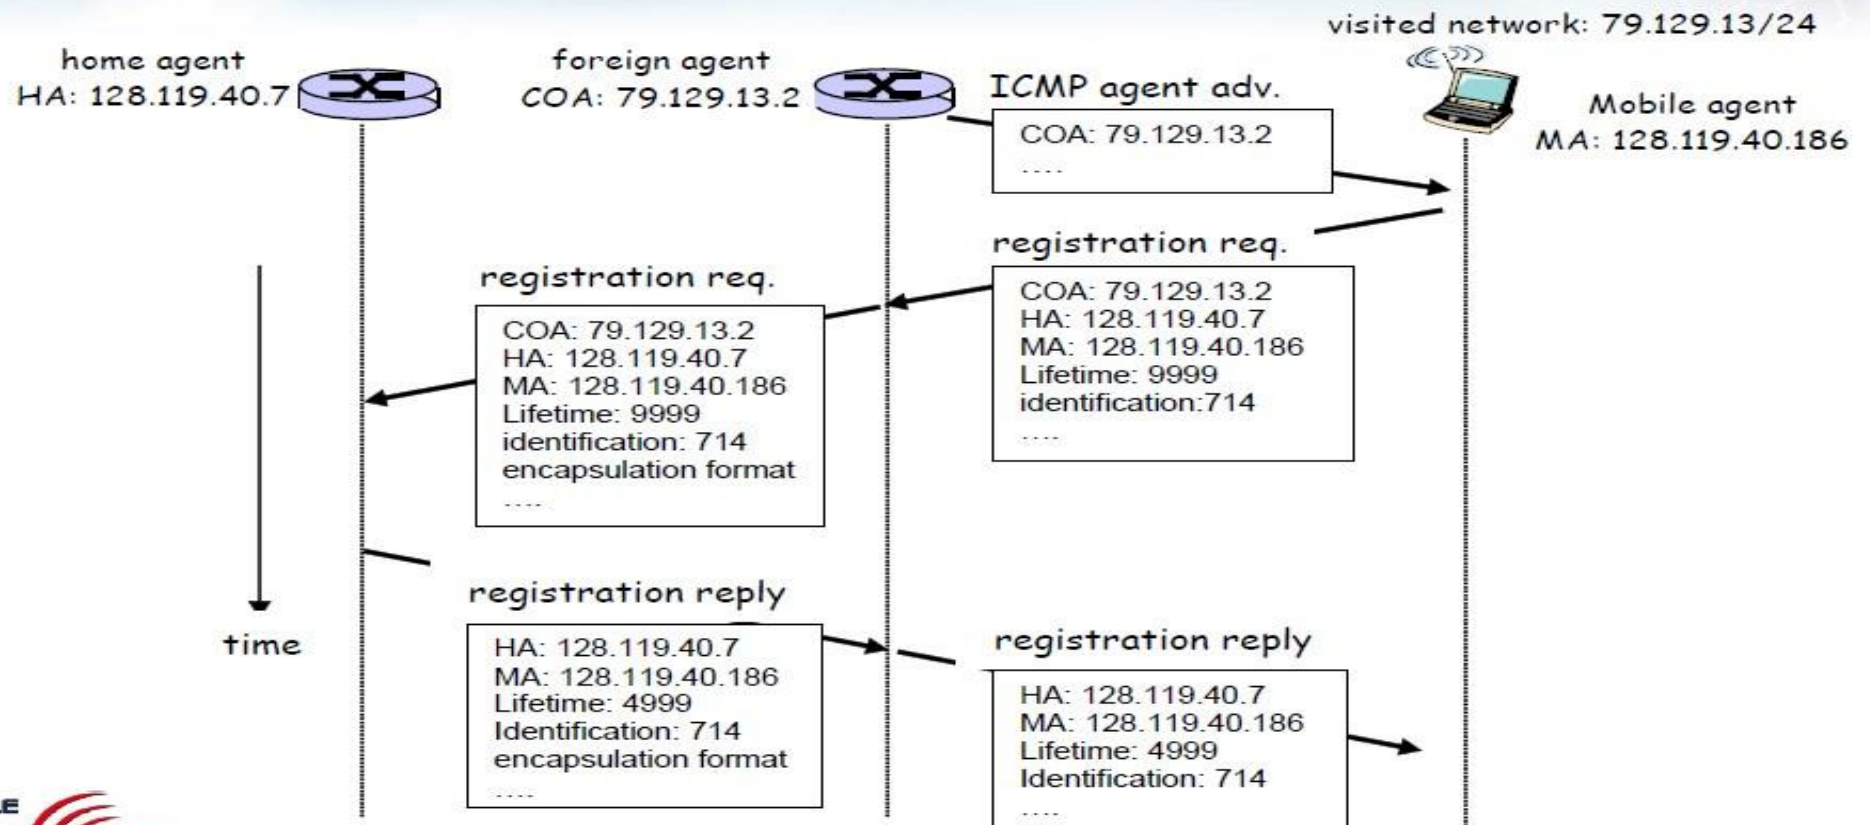 visited network: 79.129.13/24
home agent
HA: 128.119.40.7
foreign agent
COA: 79.129.13.2
ICMP agent adv.
COA: 79.129.13.2
....
Mobile agent
MA: 128.119.40.186
registration req.
COA: 79.129.13.2
HA: 128.119.40.7
MA: 128.119.40.186
Lifetime: 9999
identification:714
....
registration req.
COA: 79.129.13.2
HA: 128.119.40.7
MA: 128.119.40.186
Lifetime: 9999
identification: 714
encapsulation format
....
time
registration reply
HA: 128.119.40.7
MA: 128.119.40.186
Lifetime: 4999
Identification: 714
encapsulation format
....
registration reply
HA: 128.119.40.7
MA: 128.119.40.186
Lifetime: 4999
Identification: 714
....